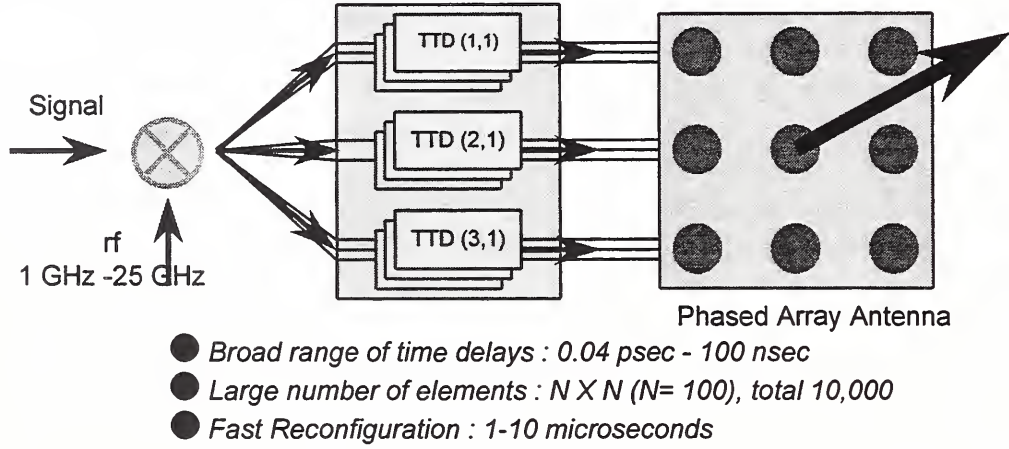 TTD (1,1)
Signal
TTD (2,1)
TTD (3,1)
rf
1 GHz -25 GHz
Phased Array Antenna
Broad range of time delays : 0.04 psec - 100 nsec
Large number of elements : N X N (N= 100), total 10,000
Fast Reconfiguration : 1-10 microseconds